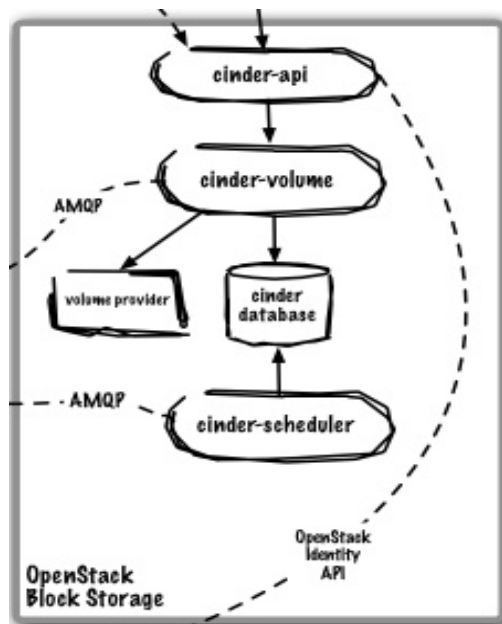 cinder-api
cinder-volume
AMQP
volume provider
cinder
database
AMQP
cinder-scheduler
OpenStack
Identity
API
OpenStack
Block Storage